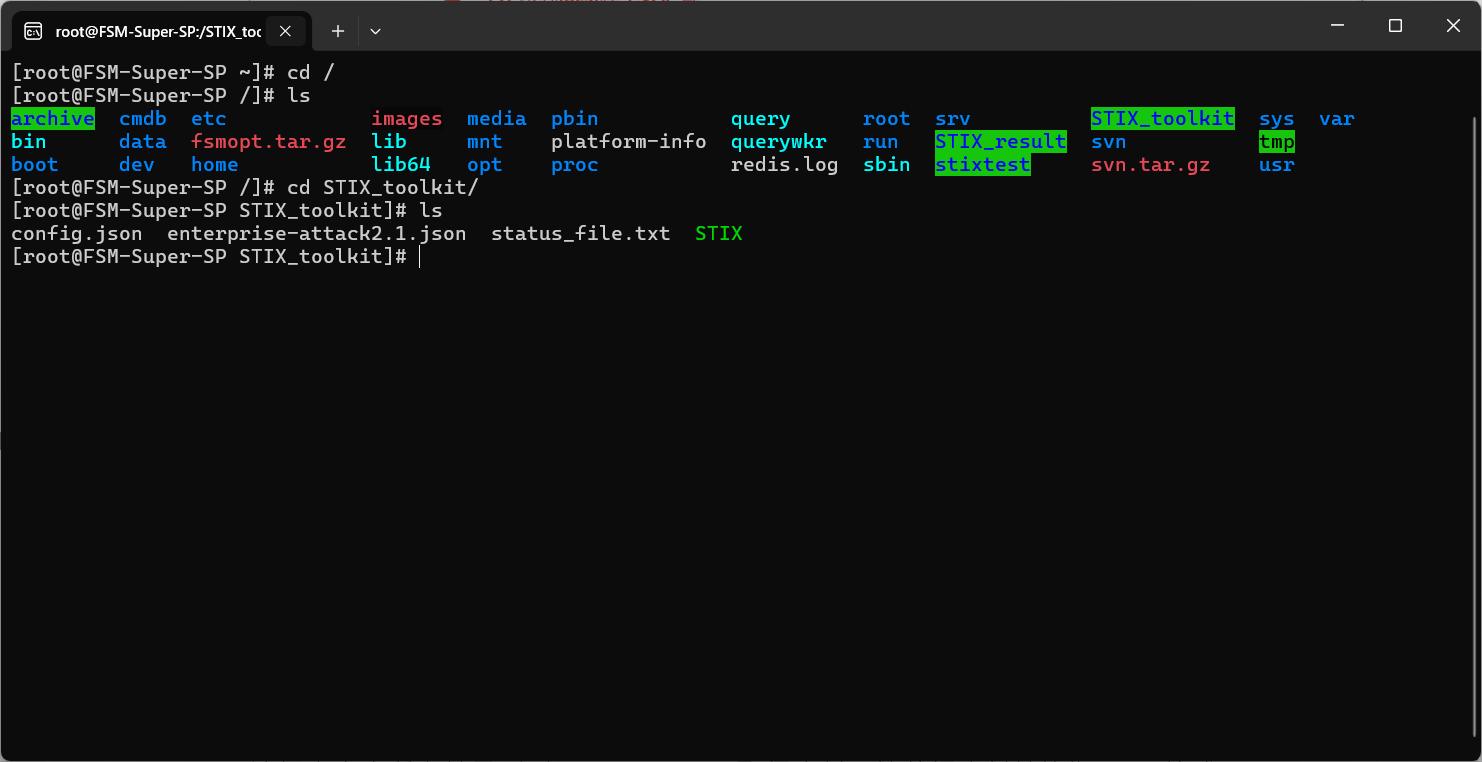 root@FSM-Super-SP:/STIX_too
[root@FSM-Super-SP ~]# cd /
[root@FSM-Super-SP /]# ls
archive cmdb etc images media pbin query root srv STIX_toolkit sys var
bin data fsmopt.tar.gz lib mnt platform-info querywkr run STIX_result svn tmp
boot dev home lib64 opt proc redis.log sbin stixtest svn.tar.gz usr
[root@FSM-Super-SP /]# cd STIX_toolkit/
[root@FSM-Super-SP STIX_toolkit]# ls
config.json enterprise-attack2.1.json status_file.txt STIX
[root@FSM-Super-SP STIX_toolkit]#